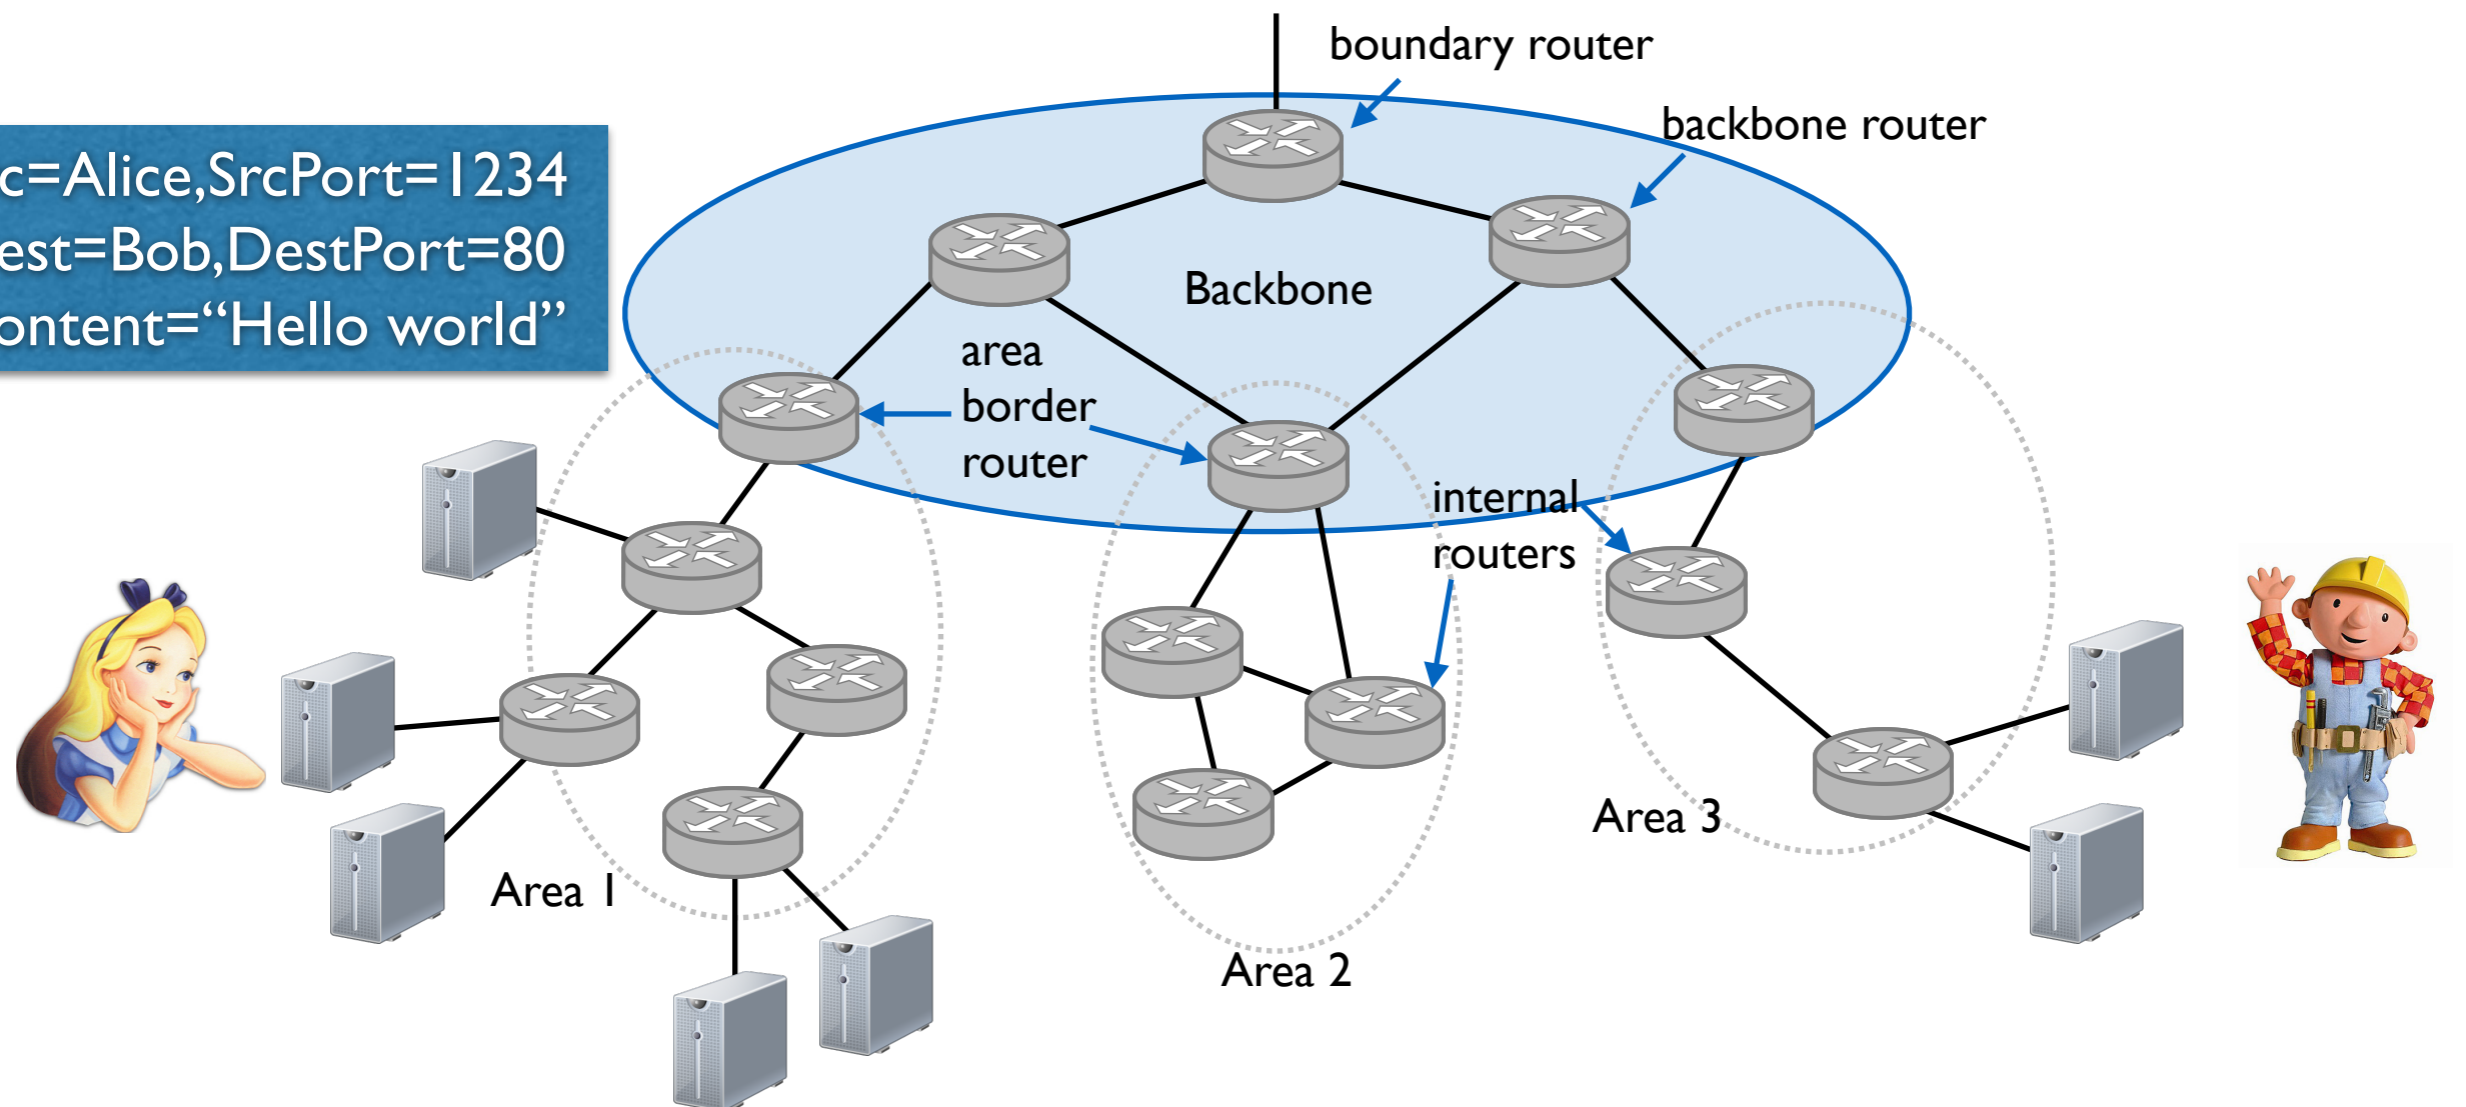 boundary router
backbone router
c=Alice,SrcPort=1234
est=Bob,DestPort=80
ontent=“Hello world”
Backbone
area
border
router
internal
routers
Area 1
Area 2
Area 3